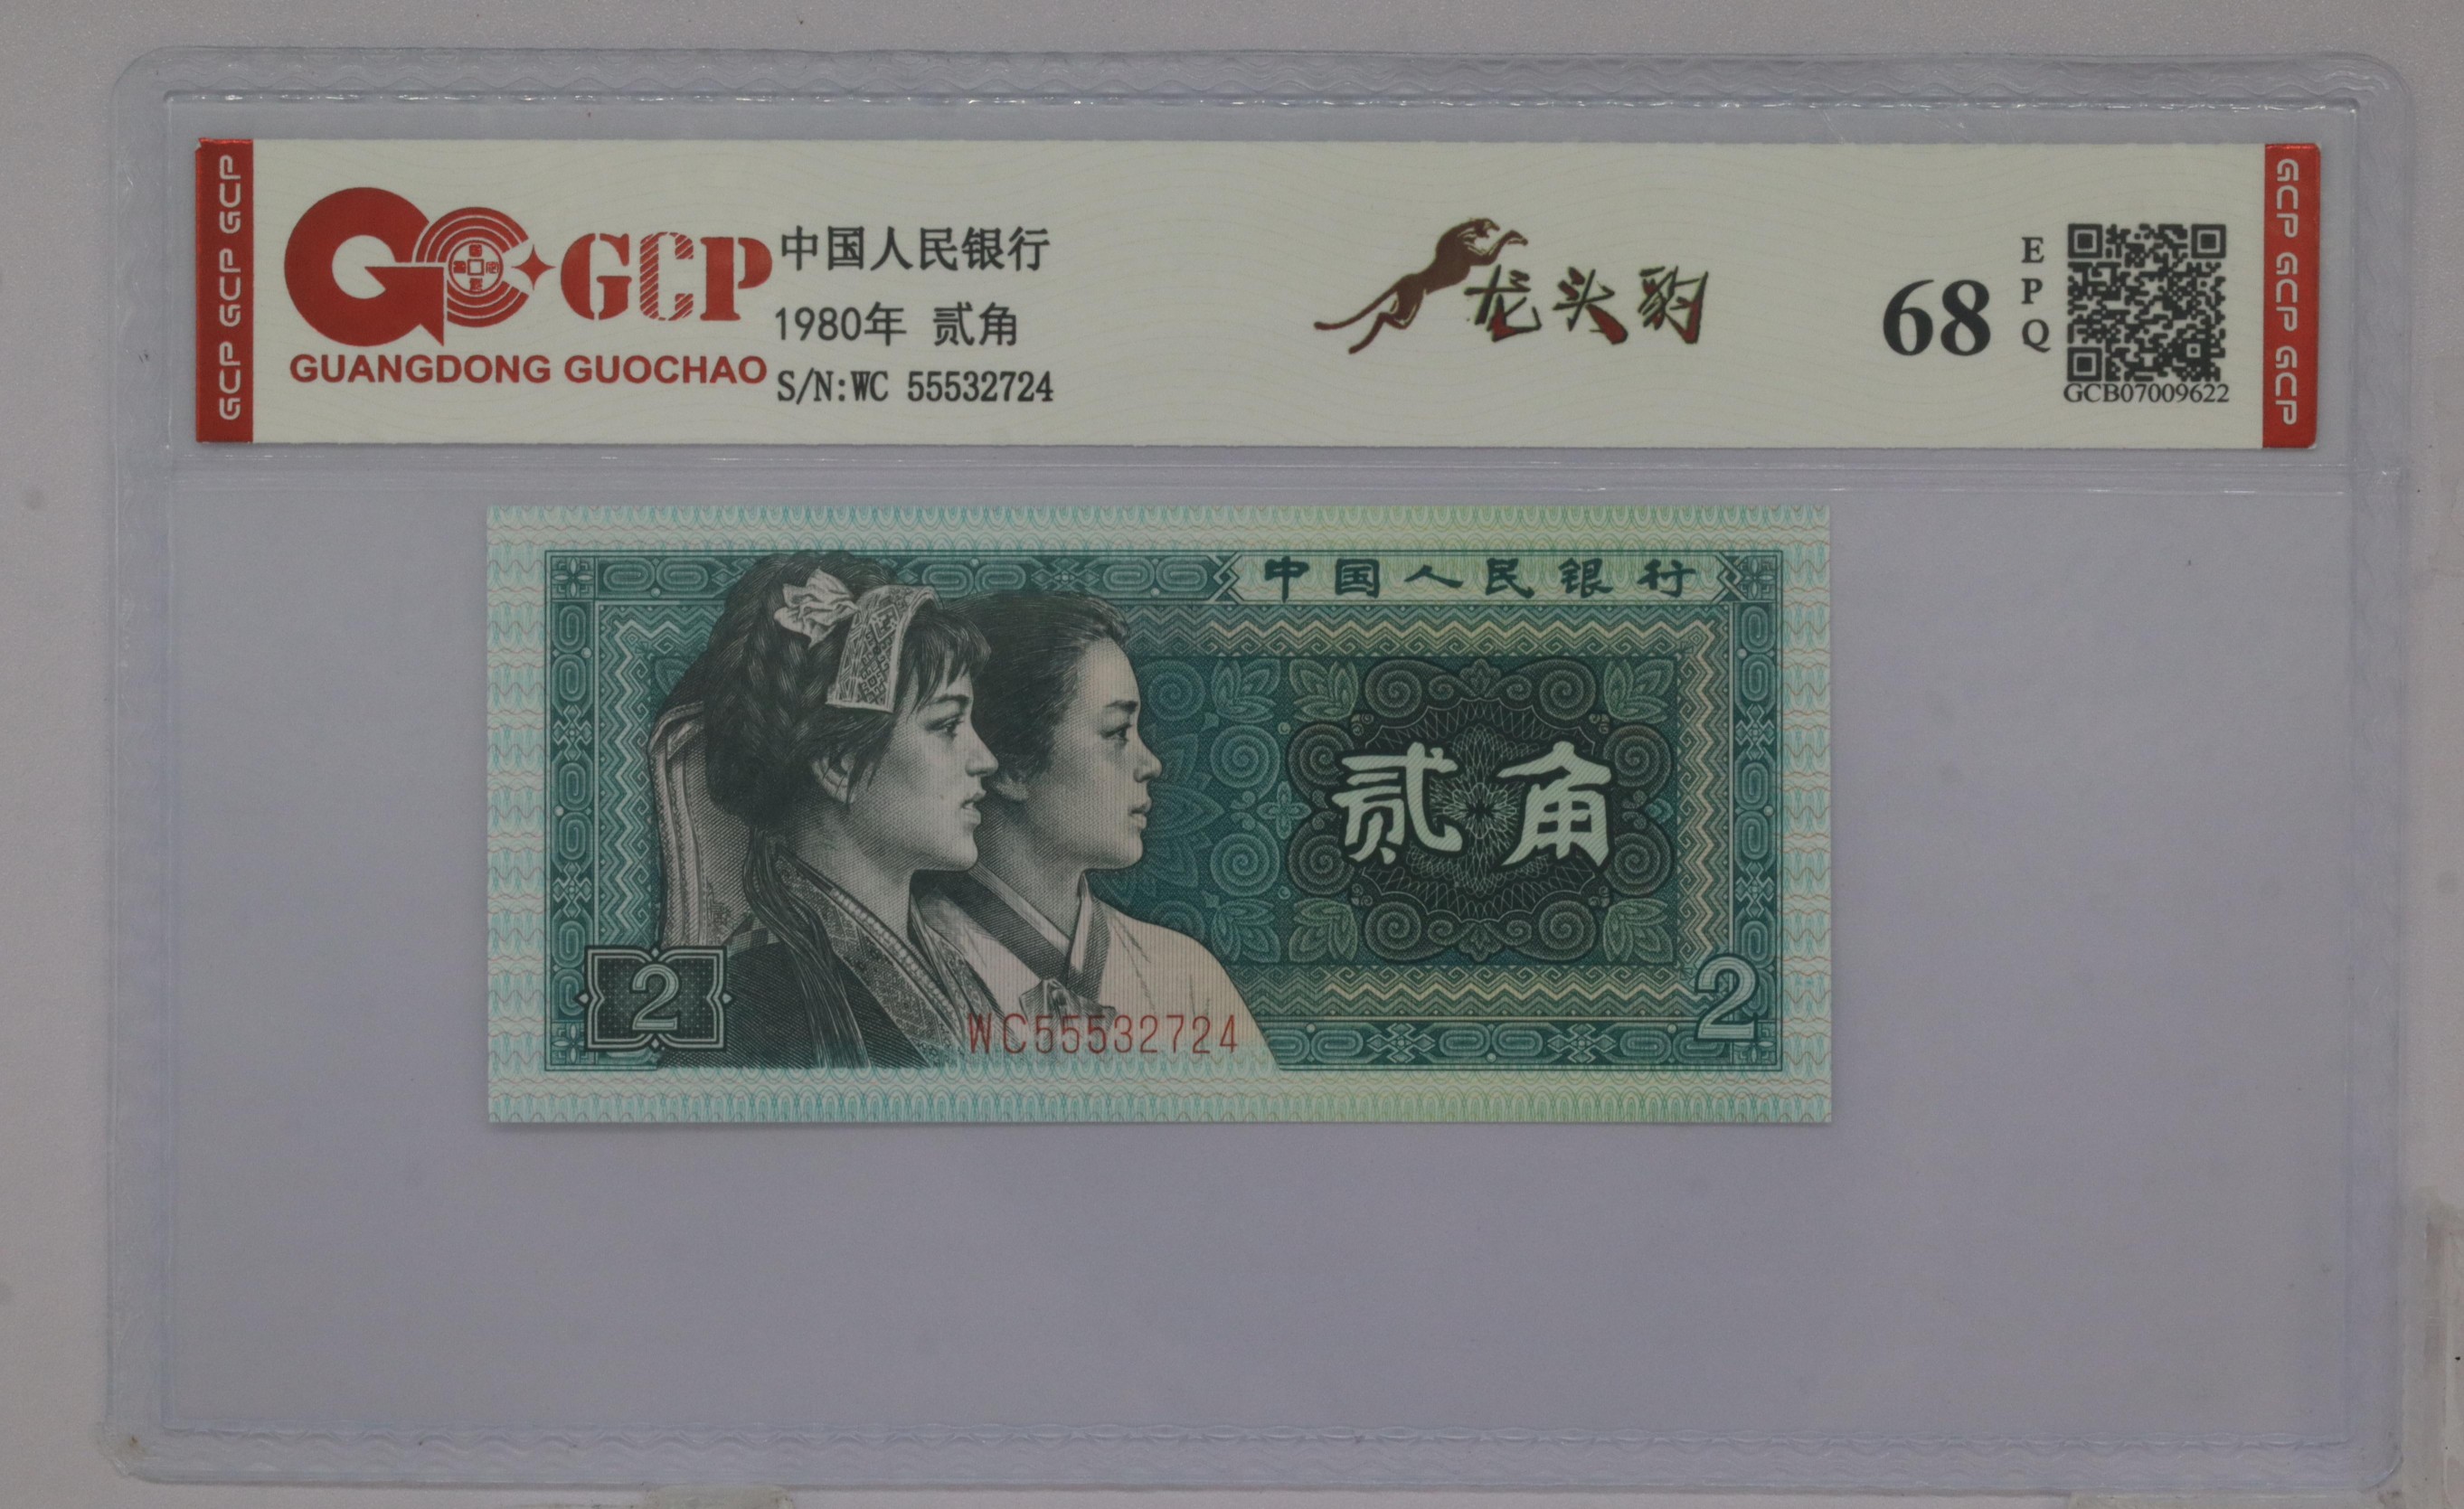 GCP GCP GCP
GCP
GUANGDONG GUOCHAO
中国人民银行
1980年 贰角
S/N:WC 55532724
龙头豹
68
EPQ
GCB07009622
GCP GCP GCP
中国人民银行
贰角
2
2
WC55532724